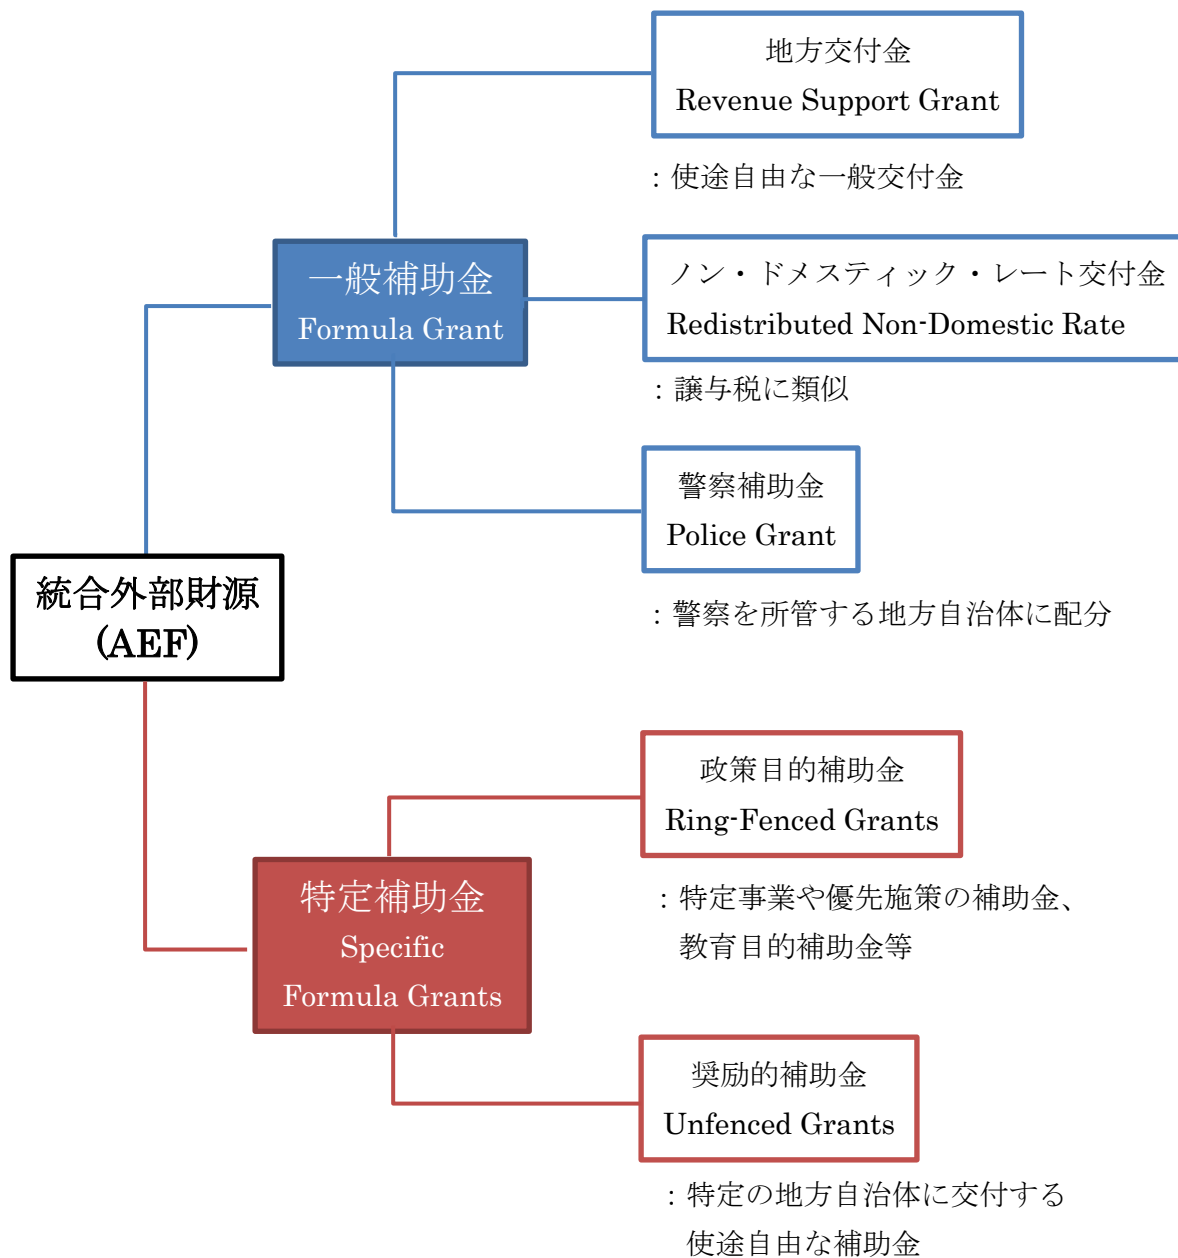 地方交付金
Revenue Support Grant
：使途自由な一般交付金
一般補助金
Formula Grant
ノン・ドメスティック・レート交付金
Redistributed Non-Domestic Rate
：譲与税に類似
警察補助金
Police Grant
：警察を所管する地方自治体に配分
統合外部財源
(AEF)
政策目的補助金
Ring-Fenced Grants
：特定事業や優先施策の補助金、
教育目的補助金等
特定補助金
Specific
Formula Grants
奨励的補助金
Unfenced Grants
：特定の地方自治体に交付する
使途自由な補助金